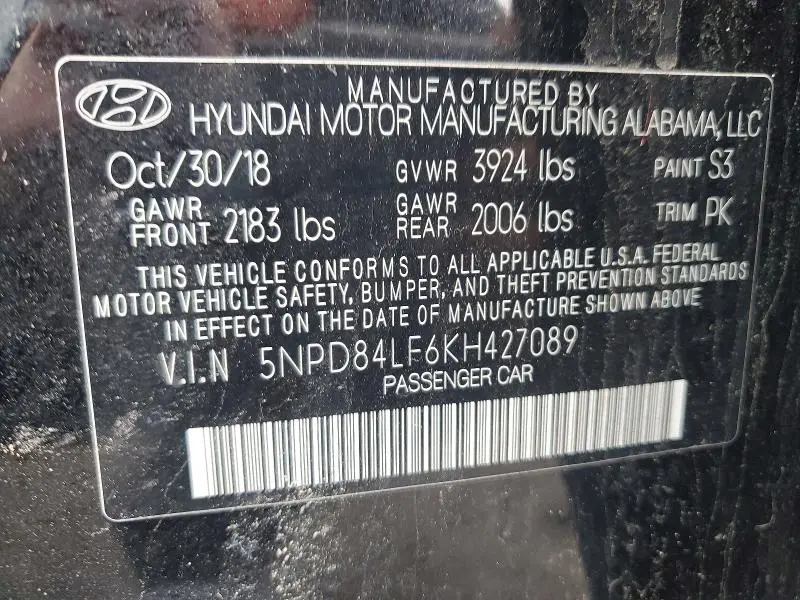 MANUFACTURED BY
HYUNDAI MOTOR MANUFACTURING ALABAMA, LLC
Oct/30/18 GVWR 3924 lbs PAINT S3
GAWR FRONT 2183 lbs GAWR REAR 2006 lbs TRIM PK
THIS VEHICLE CONFORMS TO ALL APPLICABLE U.S.A. FEDERAL
MOTOR VEHICLE SAFETY, BUMPER, AND THEFT PREVENTION STANDARDS
IN EFFECT ON THE DATE OF MANUFACTURE SHOWN ABOVE
V.I.N 5NPD84LF6KH427089
PASSENGER CAR